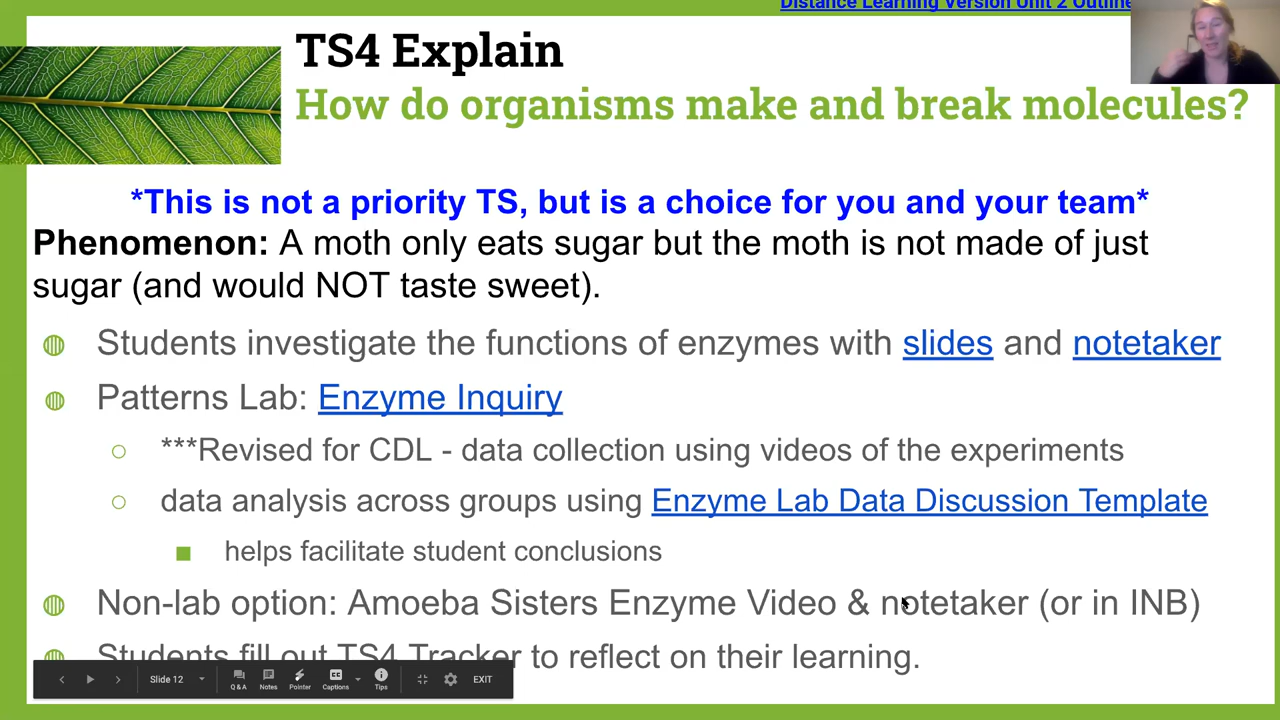 Distance Learning Version Unit 2 Outline
TS4 Explain
How do organisms make and break molecules?
*This is not a priority TS, but is a choice for you and your team*
Phenomenon: A moth only eats sugar but the moth is not made of just
sugar (and would NOT taste sweet).
Students investigate the functions of enzymes with slides and notetaker
Patterns Lab: Enzyme Inquiry
***Revised for CDL - data collection using videos of the experiments
data analysis across groups using Enzyme Lab Data Discussion Template
helps facilitate student conclusions
Non-lab option: Amoeba Sisters Enzyme Video & notetaker (or in INB)
Students fill out TS4 Tracker to reflect on their learning.
Slide 12 Q&A Notes Pointer Captions Tips EXIT